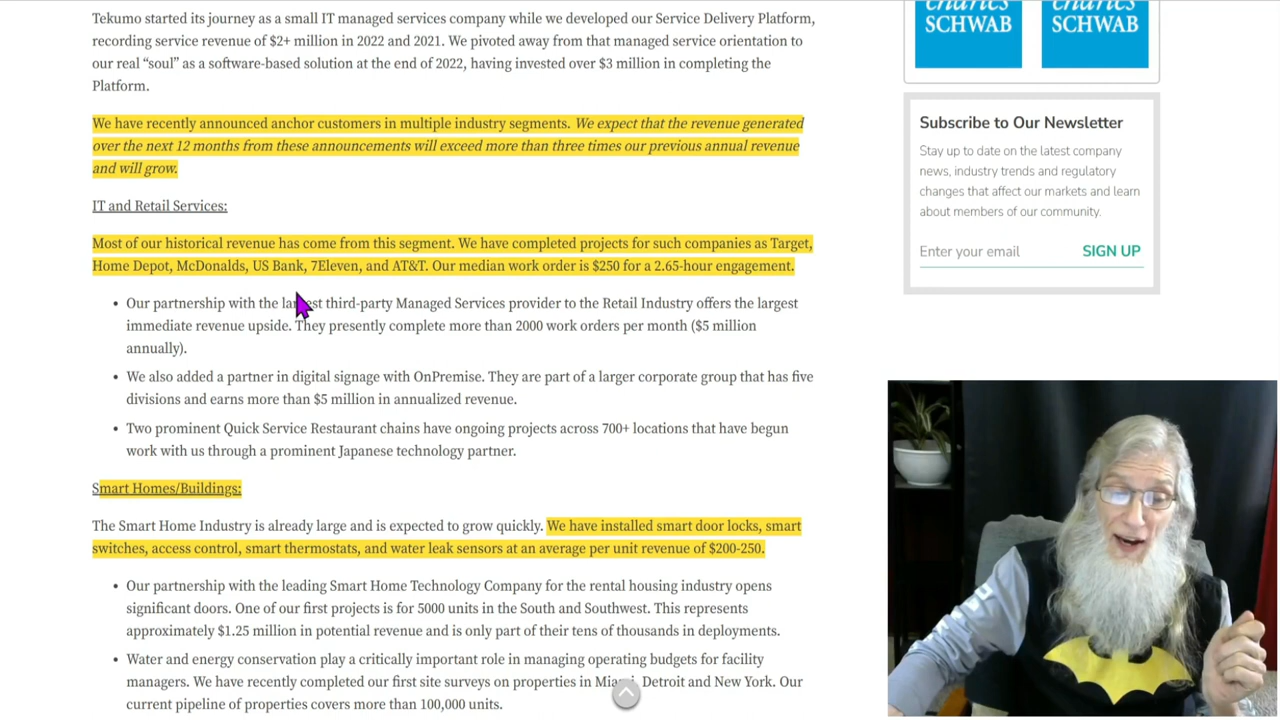 Tekumo started its journey as a small IT managed services company while we developed our Service Delivery Platform,
recording service revenue of $2+ million in 2022 and 2021. We pivoted away from that managed service orientation to
our real “soul” as a software-based solution at the end of 2022, having invested over $3 million in completing the
Platform.
We have recently announced anchor customers in multiple industry segments. We expect that the revenue generated
over the next 12 months from these announcements will exceed more than three times our previous annual revenue
and will grow.
IT and Retail Services:
Most of our historical revenue has come from this segment. We have completed projects for such companies as Target,
Home Depot, McDonalds, US Bank, 7Eleven, and AT&T. Our median work order is $250 for a 2.65-hour engagement.
• Our partnership with the largest third-party Managed Services provider to the Retail Industry offers the largest
immediate revenue upside. They presently complete more than 2000 work orders per month ($5 million
annually).
• We also added a partner in digital signage with OnPremise. They are part of a larger corporate group that has five
divisions and earns more than $5 million in annualized revenue.
• Two prominent Quick Service Restaurant chains have ongoing projects across 700+ locations that have begun
work with us through a prominent Japanese technology partner.
Smart Homes/Buildings:
The Smart Home Industry is already large and is expected to grow quickly. We have installed smart door locks, smart
switches, access control, smart thermostats, and water leak sensors at an average per unit revenue of $200-250.
• Our partnership with the leading Smart Home Technology Company for the rental housing industry opens
significant doors. One of our first projects is for 5000 units in the South and Southwest. This represents
approximately $1.25 million in potential revenue and is only part of their tens of thousands in deployments.
• Water and energy conservation play a critically important role in managing operating budgets for facility
managers. We have recently completed our first site surveys on properties in Miami, Detroit and New York. Our
current pipeline of properties covers more than 100,000 units.
charles
SCHWAB
charles
SCHWAB
Subscribe to Our Newsletter
Stay up to date on the latest company
news, industry trends and regulatory
changes that affect our markets and learn
about members of our community.
Enter your email
SIGN UP